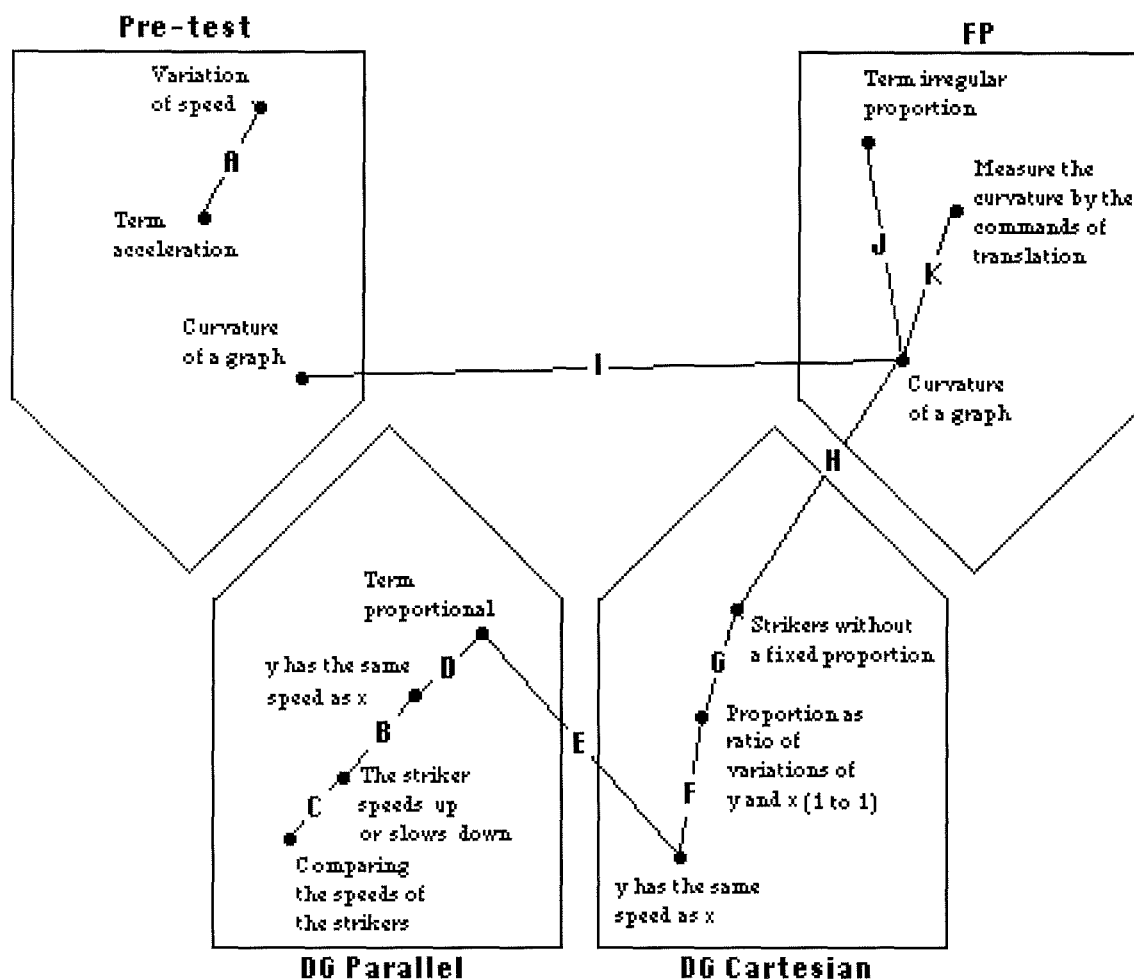 Pre-test
Variation
of speed
A
Term
acceleration
Curvature
of a graph
I
FP
Term irregular
proportion
Measure the
curvature by the
commands of
translation
J
K
Curvature
of a graph
H
Term
proportional
y has the same
speed as x
D
B
C
The striker
speeds up
or slows down
Comparing
the speeds of
the strikers
DG Parallel
E
Strikers without
a fixed proportion
G
Proportion as
ratio of
variations of
y and x (1 to 1)
F
y has the same
speed as x
DG Cartesian